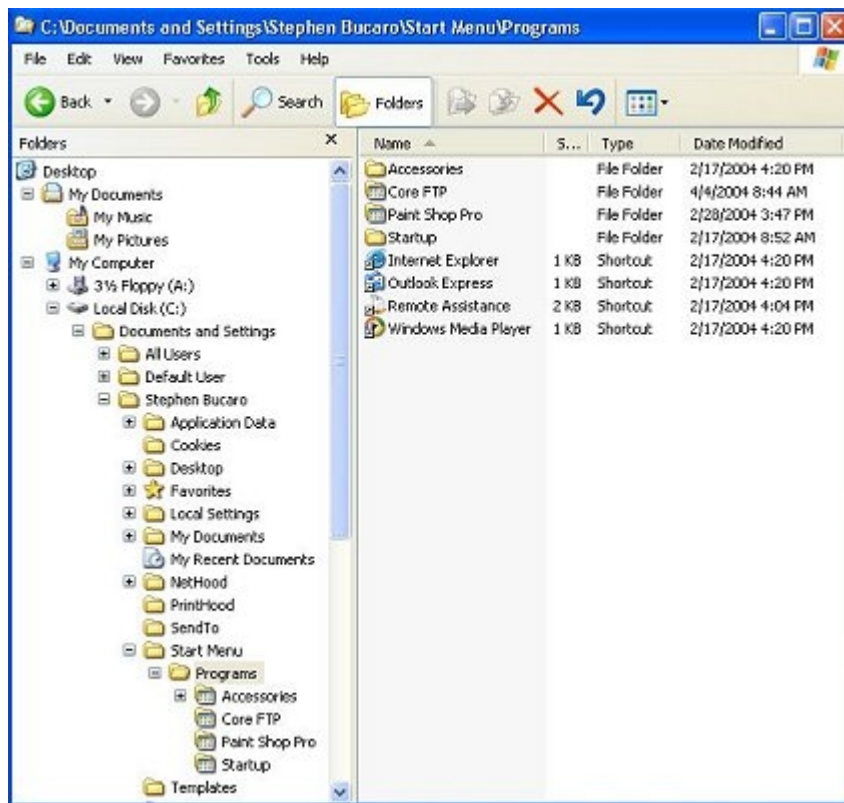 C:\Documents and Settings\Stephen Bucaro\Start Menu\Programs
File Edit View Favorites Tools Help
Back Search Folders
Folders
Desktop
My Documents
My Music
My Pictures
My Computer
3½ Floppy (A:)
Local Disk (C:)
Documents and Settings
All Users
Default User
Stephen Bucaro
Application Data
Cookies
Desktop
Favorites
Local Settings
My Documents
My Recent Documents
NetHood
PrintHood
SendTo
Start Menu
Programs
Accessories
Core FTP
Paint Shop Pro
Startup
Templates
Name S... Type Date Modified
Accessories File Folder 2/17/2004 4:20 PM
Core FTP File Folder 4/4/2004 8:44 AM
Paint Shop Pro File Folder 2/28/2004 3:47 PM
Startup File Folder 2/17/2004 8:52 AM
Internet Explorer 1 KB Shortcut 2/17/2004 4:20 PM
Outlook Express 1 KB Shortcut 2/17/2004 4:20 PM
Remote Assistance 2 KB Shortcut 2/17/2004 4:04 PM
Windows Media Player 1 KB Shortcut 2/17/2004 4:20 PM